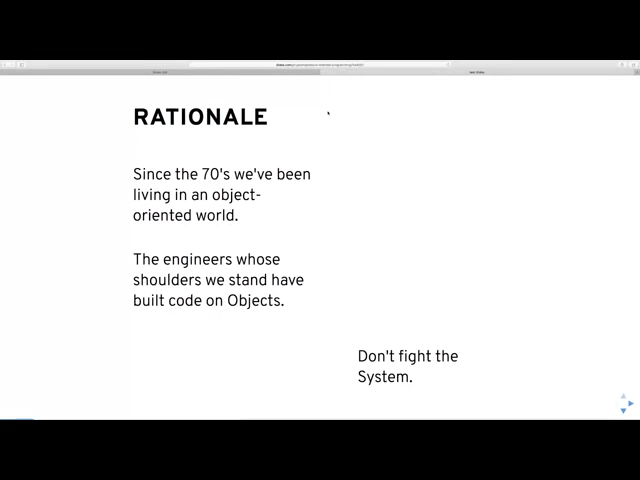 RATIONALE
Since the 70's we've been
living in an object-
oriented world.
The engineers whose
shoulders we stand have
built code on Objects.
Don't fight the
System.